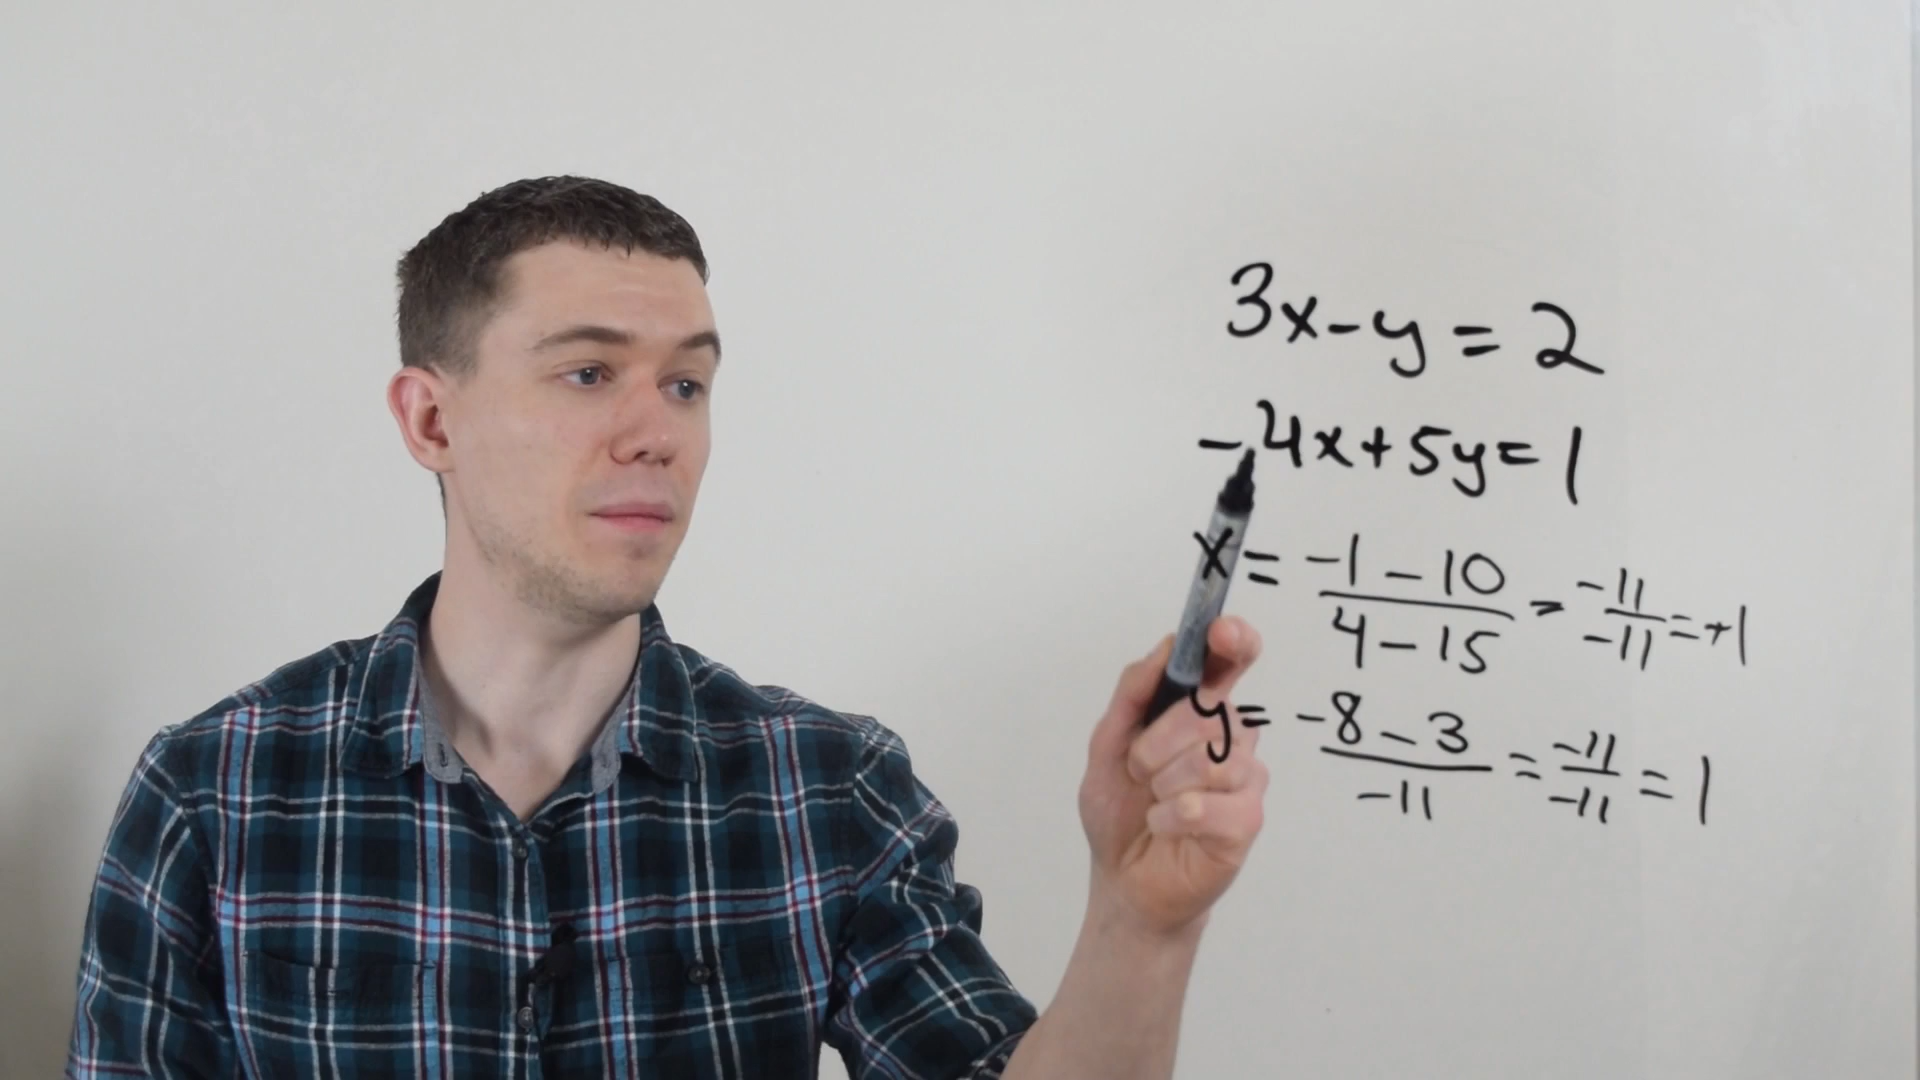 3x-y=2
-4x+5y=1
x = (-1-10)/(4-15) = -11/-11 = +1
y = (-8-3)/-11 = -11/-11 = 1